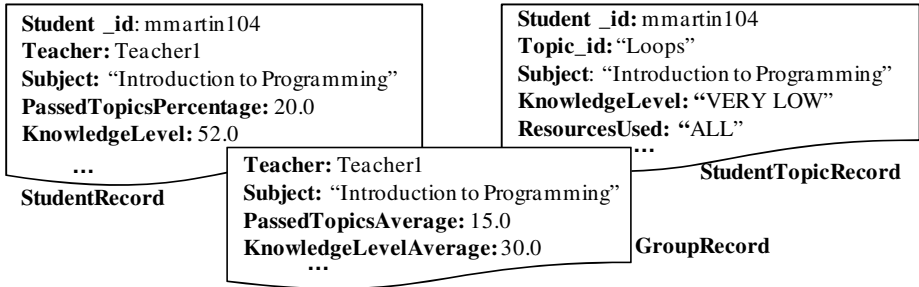 Student _id: mmartin104
Teacher: Teacher1
Subject: “Introduction to Programming”
PassedTopicsPercentage: 20.0
KnowledgeLevel: 52.0
...
StudentRecord
Student _id: mmartin104
Topic_id: “Loops”
Subject: “Introduction to Programming”
KnowledgeLevel: “VERY LOW”
ResourcesUsed: “ALL”
...
StudentTopicRecord
Teacher: Teacher1
Subject: “Introduction to Programming”
PassedTopicsAverage: 15.0
KnowledgeLevelAverage: 30.0
...
GroupRecord